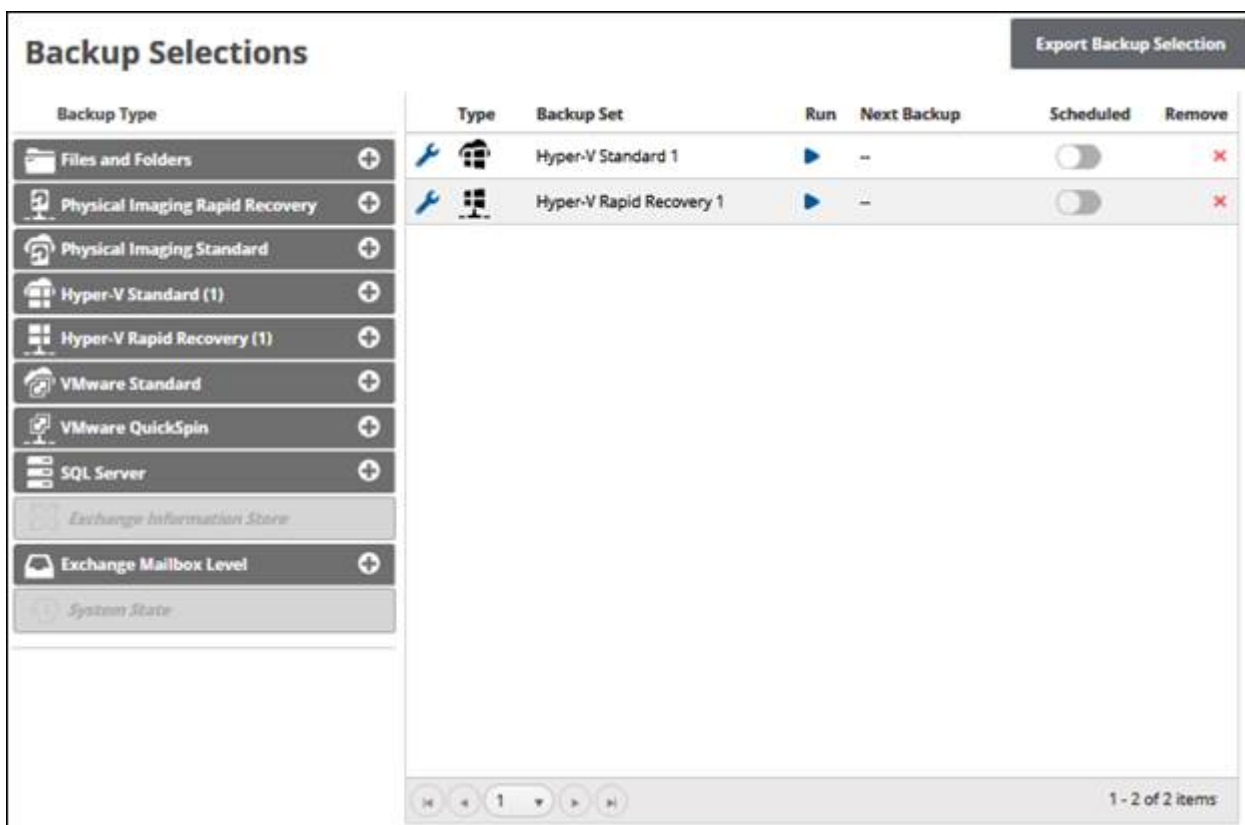 Backup Selections
Export Backup Selection
Backup Type
Files and Folders
Physical Imaging Rapid Recovery
Physical Imaging Standard
Hyper-V Standard (1)
Hyper-V Rapid Recovery (1)
VMware Standard
VMware QuickSpin
SQL Server
Exchange Information Store
Exchange Mailbox Level
System State
Type Backup Set Run Next Backup Scheduled Remove
Hyper-V Standard 1 --
Hyper-V Rapid Recovery 1 --
1 1 - 2 of 2 items